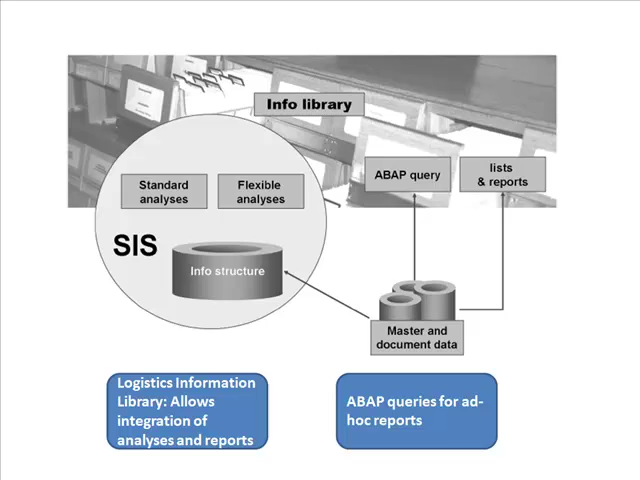 Info library
Standard
analyses
Flexible
analyses
ABAP query
lists
& reports
SIS
Info structure
Master and
document data
Logistics Information
Library: Allows
integration of
analyses and reports
ABAP queries for ad-
hoc reports